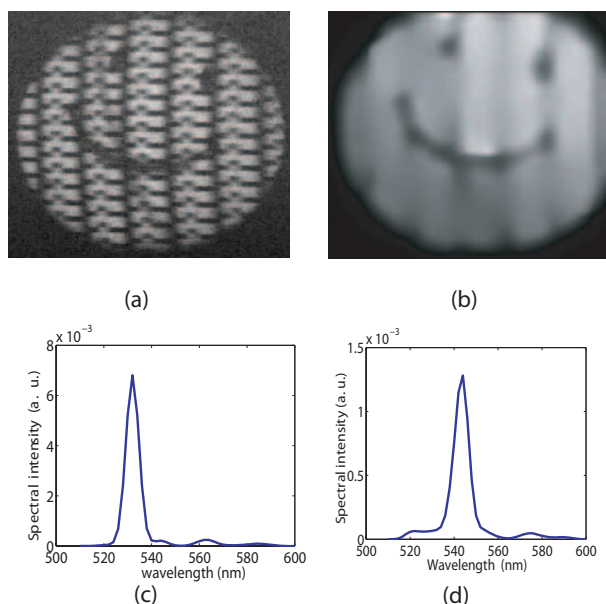 (a)
(b)
8 x 10⁻³
6
4
2
0
500 520 540 560 580 600
Spectral intensity (a. u.)
wavelength (nm)
(c)
1.5 x 10⁻³
1
0.5
0
500 520 540 560 580 600
Spectral intensity (a. u.)
Wavelength (nm)
(d)